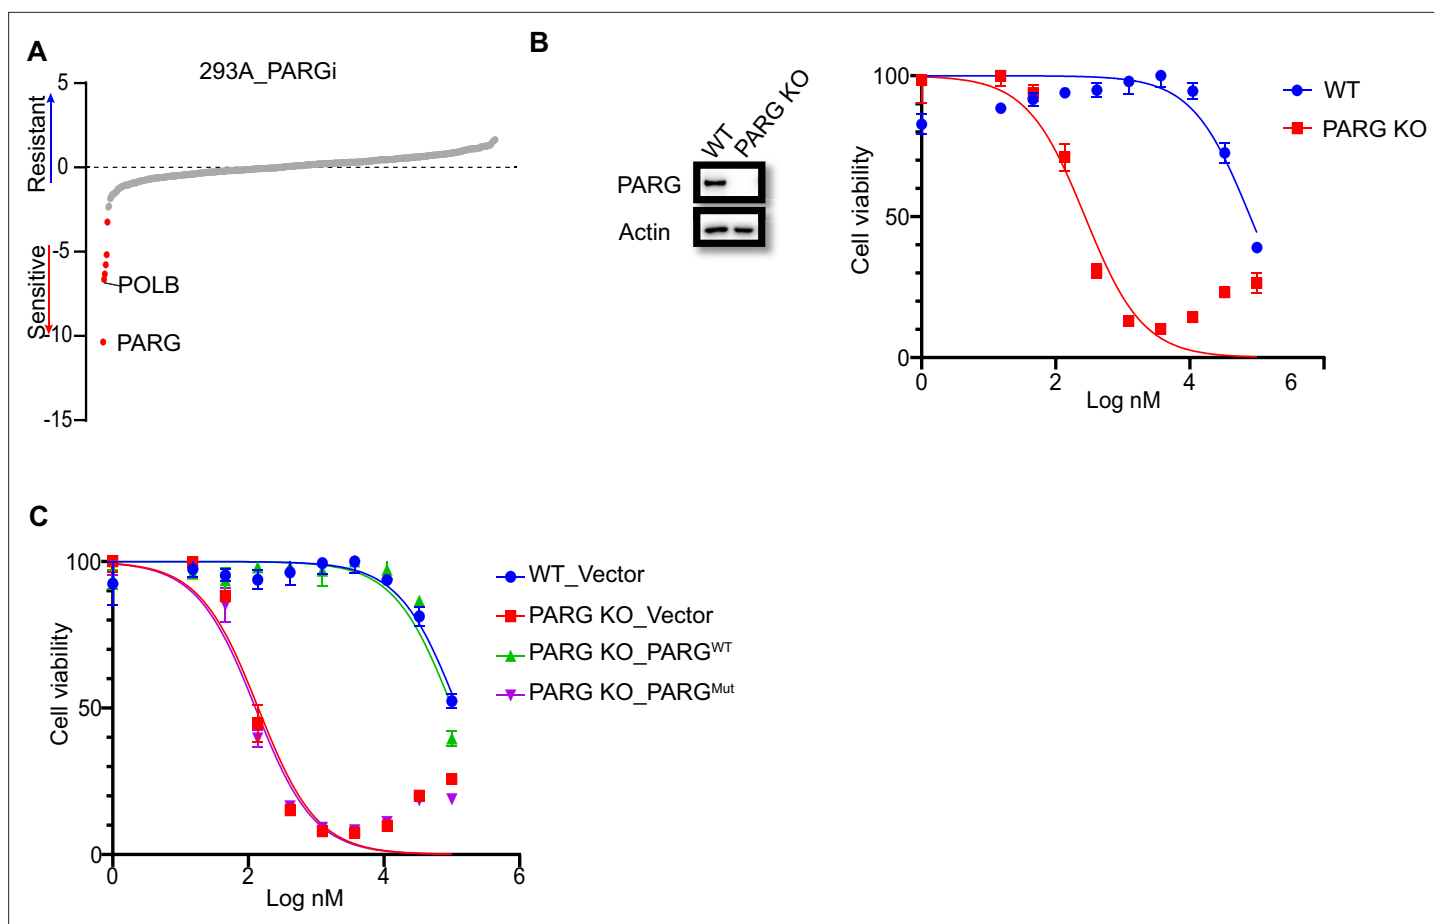 A
293A_PARGi
5
0
-5
-10
-15
Resistant
Sensitive
POLB
PARG
B
WT
PARG KO
PARG
Actin
100
50
0
Cell viability
0
2
4
6
Log nM
WT
PARG KO
C
100
50
0
Cell viability
0
2
4
6
Log nM
WT_Vector
PARG KO_Vector
PARG KO_PARGWT
PARG KO_PARGMut